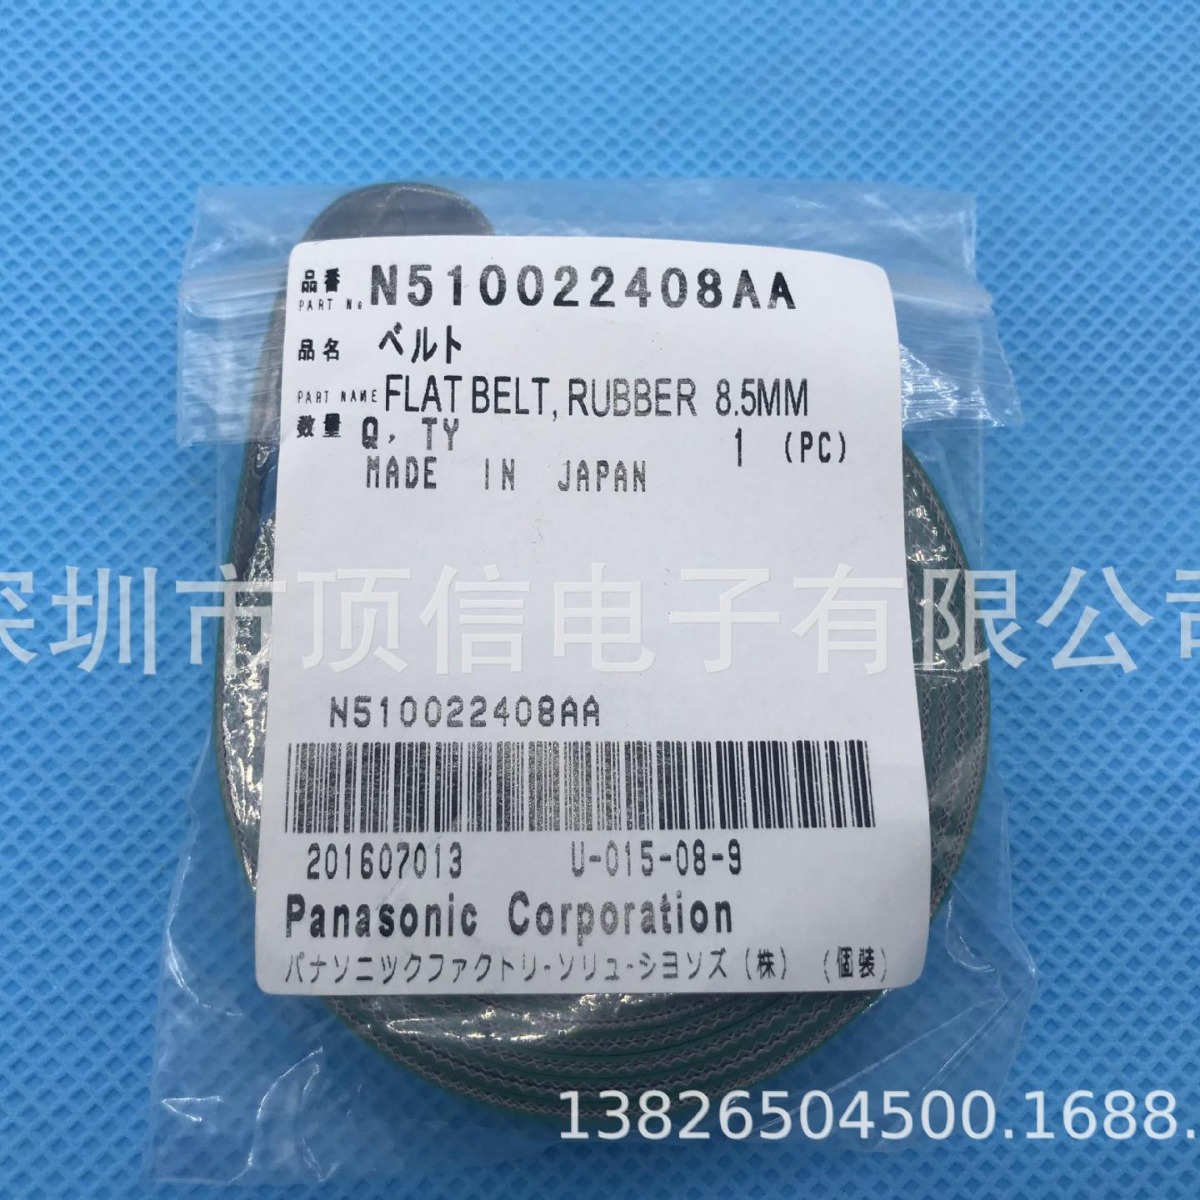 品番 N510022408AA
PART No
品名 ベルト
PART NAME FLAT BELT, RUBBER 8.5MM
数量 Q, TY 1 (PC)
MADE IN JAPAN
深圳市顶信电子有限公司
N510022408AA
201607013 U-015-08-9
Panasonic Corporation
パナソニックファクトリ-ソリュ-シヨソズ (株) (個装)
13826504500.1688.